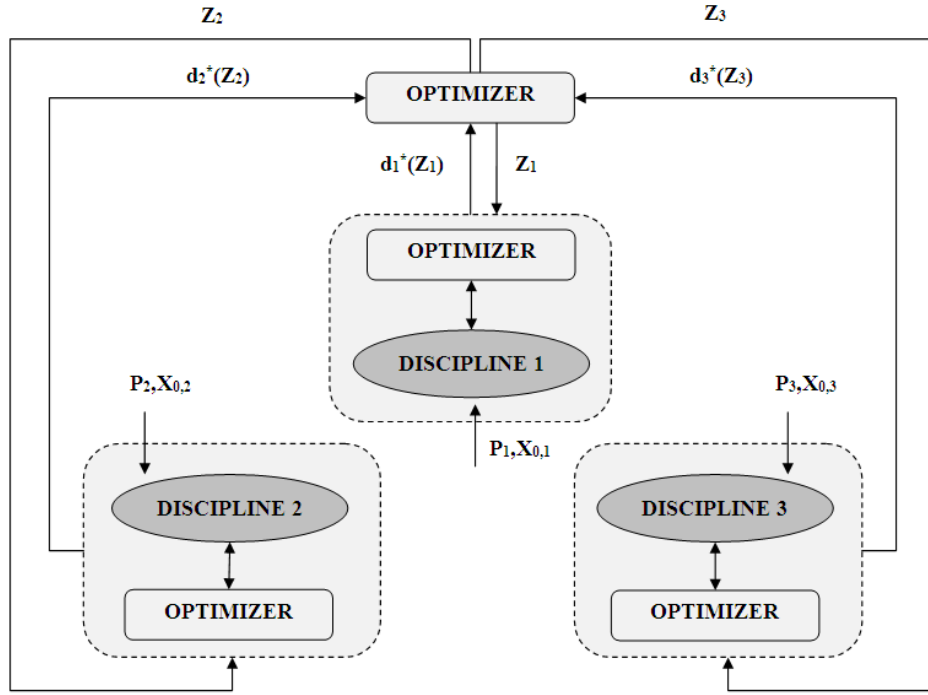 Z₂
Z₃
d₂*(Z₂)
d₃*(Z₃)
OPTIMIZER
d₁*(Z₁)
Z₁
OPTIMIZER
DISCIPLINE 1
P₂,X₀,₂
P₃,X₀,₃
P₁,X₀,₁
DISCIPLINE 2
DISCIPLINE 3
OPTIMIZER
OPTIMIZER